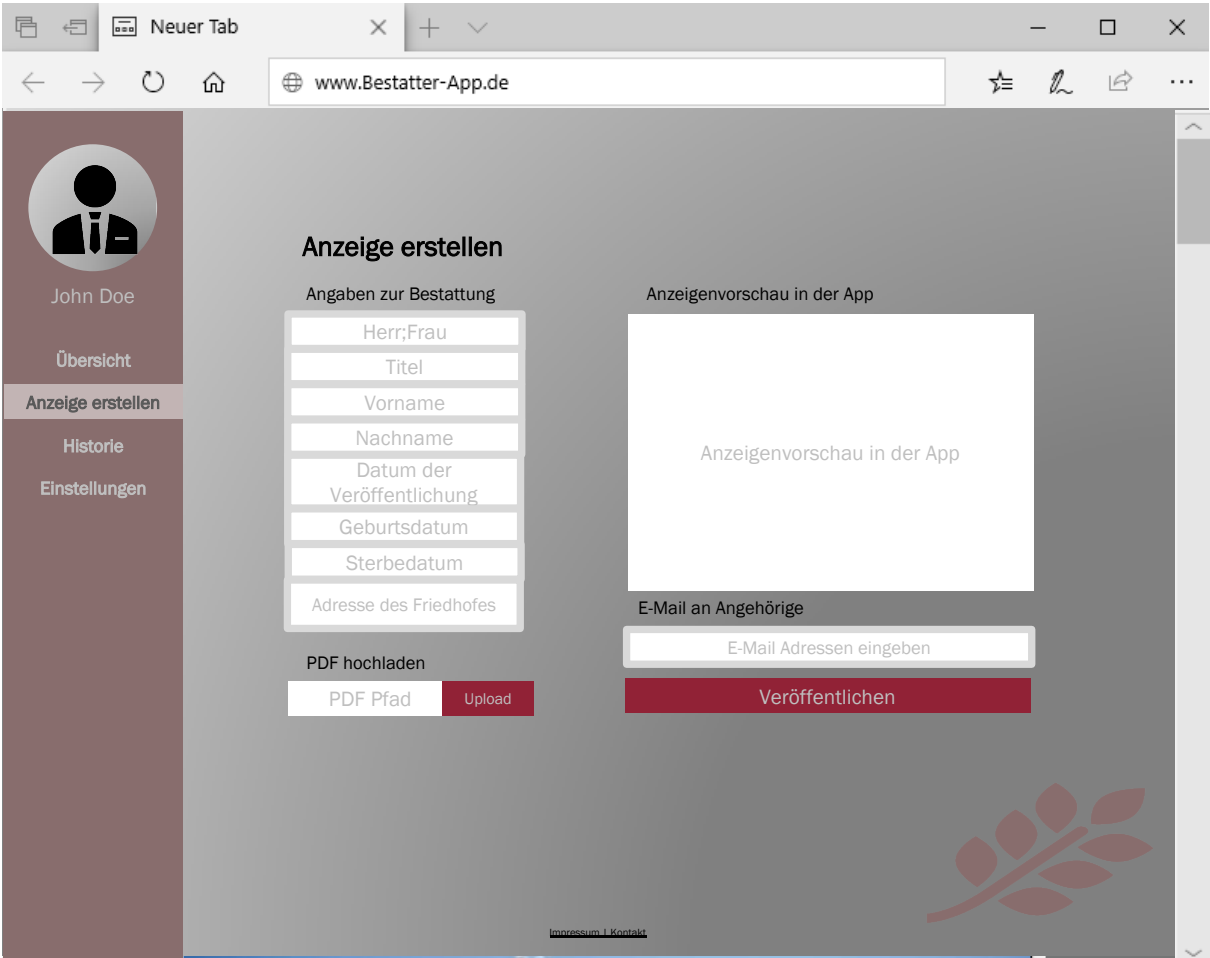 Neuer Tab
www.Bestatter-App.de
John Doe
Übersicht
Anzeige erstellen
Historie
Einstellungen
Anzeige erstellen
Angaben zur Bestattung
Herr;Frau
Titel
Vorname
Nachname
Datum der
Veröffentlichung
Geburtsdatum
Sterbedatum
Adresse des Friedhofes
PDF hochladen
PDF Pfad
Upload
Anzeigenvorschau in der App
Anzeigenvorschau in der App
E-Mail an Angehörige
E-Mail Adressen eingeben
Veröffentlichen
Impressum | Kontakt